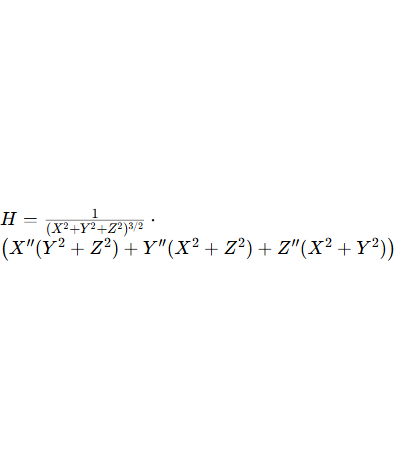 $H = \frac{1}{(X^2+Y^2+Z^2)^{3/2}} \cdot$
$\left(X''(Y^2 + Z^2) + Y''(X^2 + Z^2) + Z''(X^2 + Y^2)\right)$